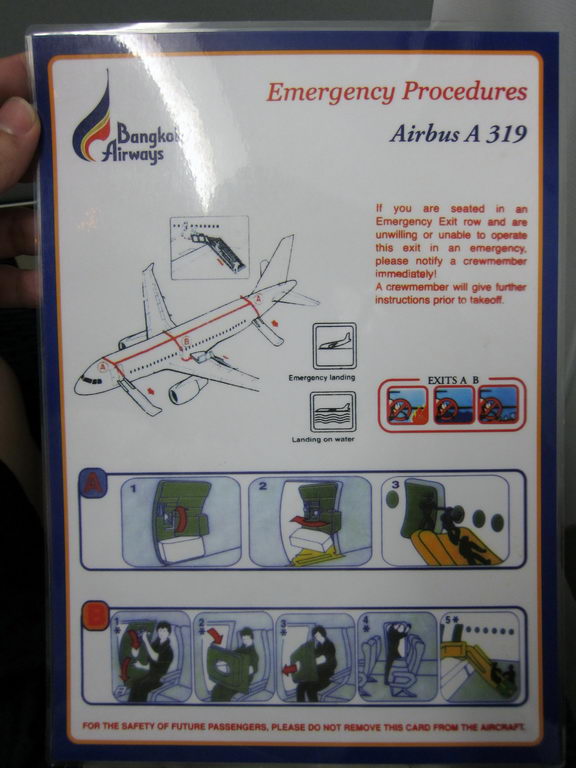 Emergency Procedures
Bangkok
Airways
Airbus A 319
If you are seated in an
Emergency Exit row and are
unwilling or unable to operate
this exit in an emergency,
please notify a crewmember
immediately!
A crewmember will give further
instructions prior to takeoff.
A
B
A
Emergency landing
EXITS A B
Landing on water
A
1
2
3
B
1*
2*
3*
4*
5*
FOR THE SAFETY OF FUTURE PASSENGERS, PLEASE DO NOT REMOVE THIS CARD FROM THE AIRCRAFT.